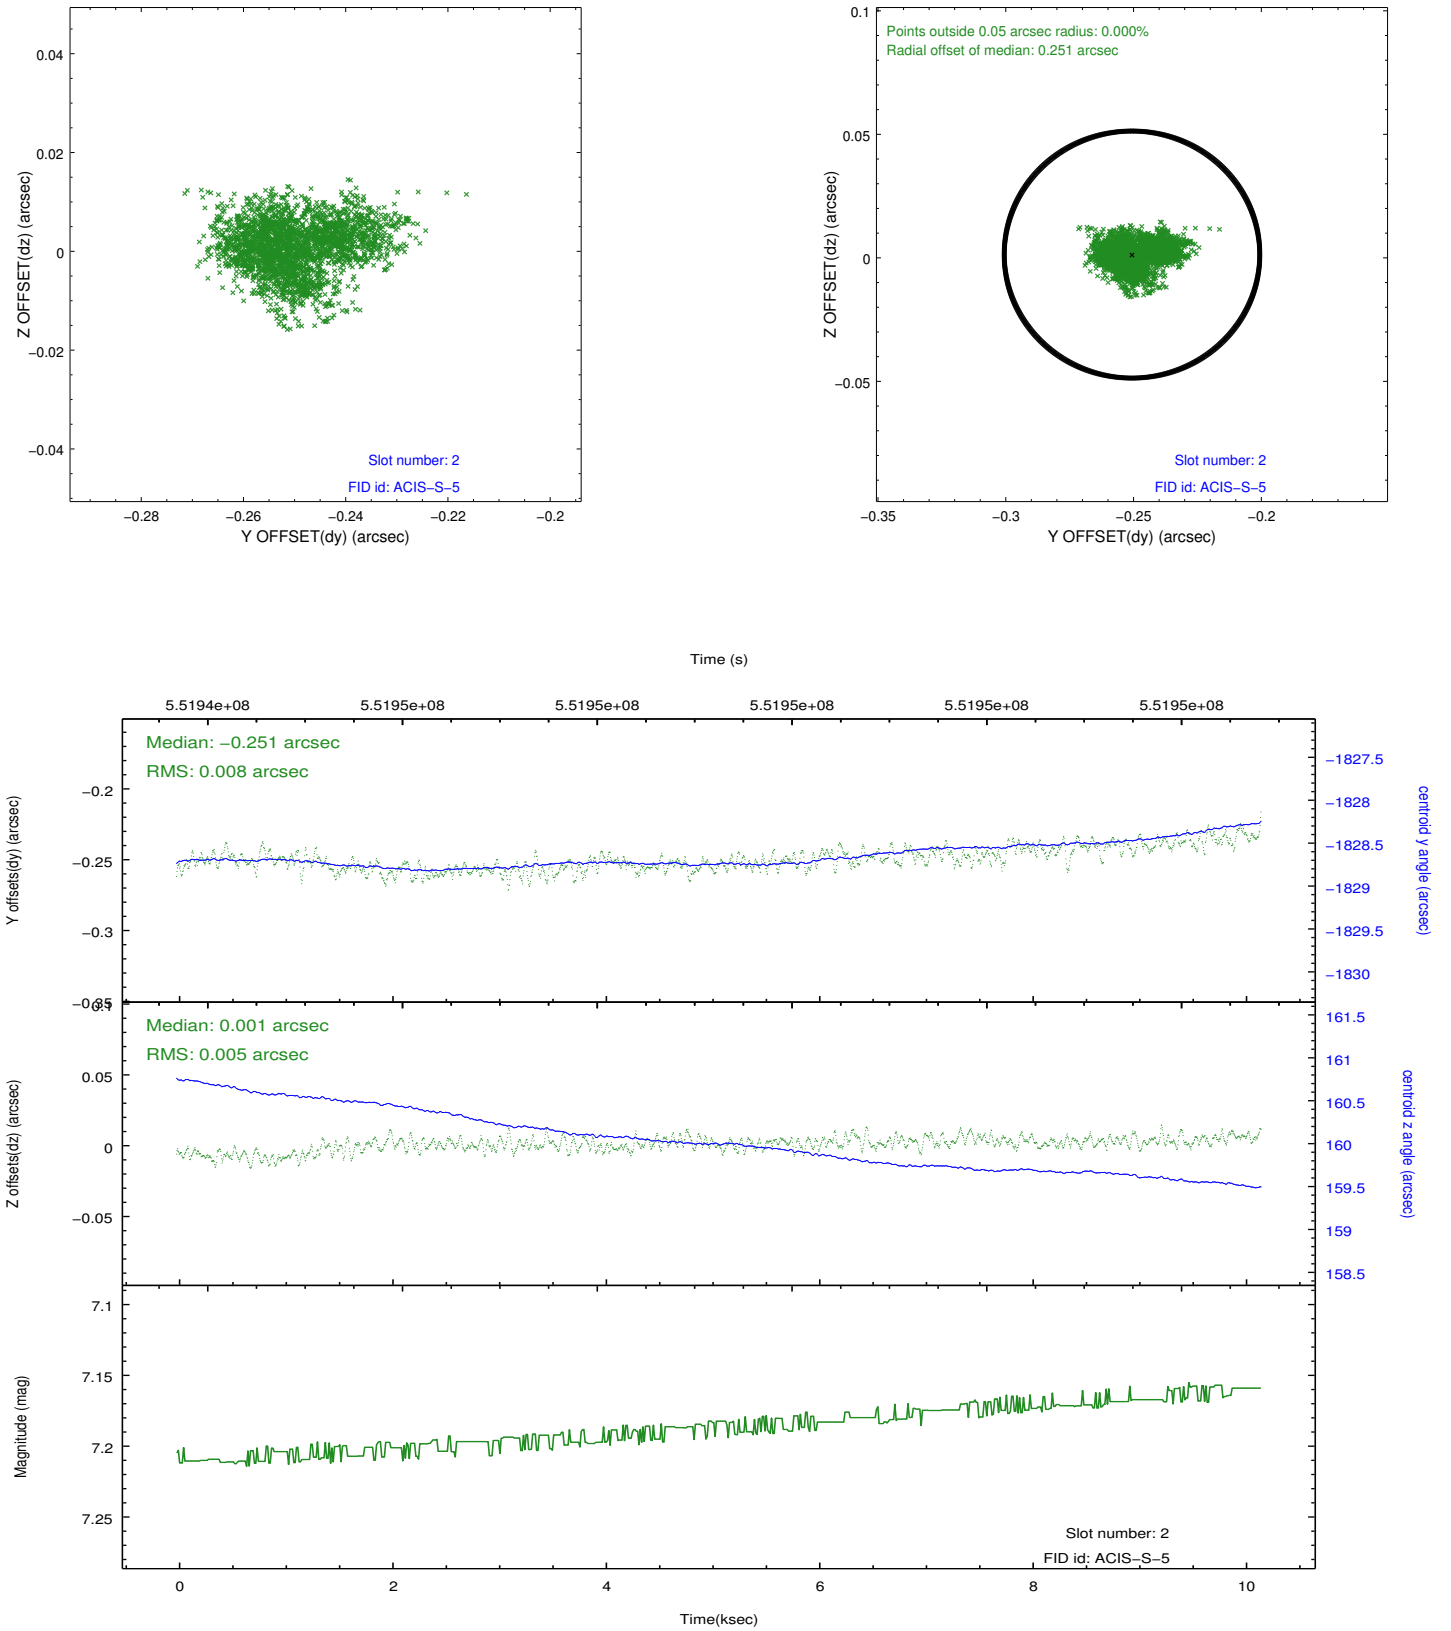 0.04
0.02
0
−0.02
−0.04
Z OFFSET(dz) (arcsec)
Slot number: 2
FID id: ACIS−S−5
−0.28
−0.26
−0.24
−0.22
−0.2
Y OFFSET(dy) (arcsec)
0.1
0.05
0
−0.05
Z OFFSET(dz) (arcsec)
Points outside 0.05 arcsec radius: 0.000%
Radial offset of median: 0.251 arcsec
Slot number: 2
FID id: ACIS−S−5
−0.35
−0.3
−0.25
−0.2
Y OFFSET(dy) (arcsec)
Time (s)
5.5194e+08
5.5195e+08
5.5195e+08
5.5195e+08
5.5195e+08
5.5195e+08
Median: −0.251 arcsec
RMS: 0.008 arcsec
−0.2
−0.25
−0.3
−0.35
Y offsets(dy) (arcsec)
−1827.5
−1828
−1828.5
−1829
−1829.5
−1830
centroid y angle (arcsec)
Median: 0.001 arcsec
RMS: 0.005 arcsec
0.1
0.05
0
−0.05
Z offsets(dz) (arcsec)
161.5
161
160.5
160
159.5
159
158.5
centroid z angle (arcsec)
7.1
7.15
7.2
7.25
Magnitude (mag)
Slot number: 2
FID id: ACIS−S−5
0
2
4
6
8
10
Time(ksec)